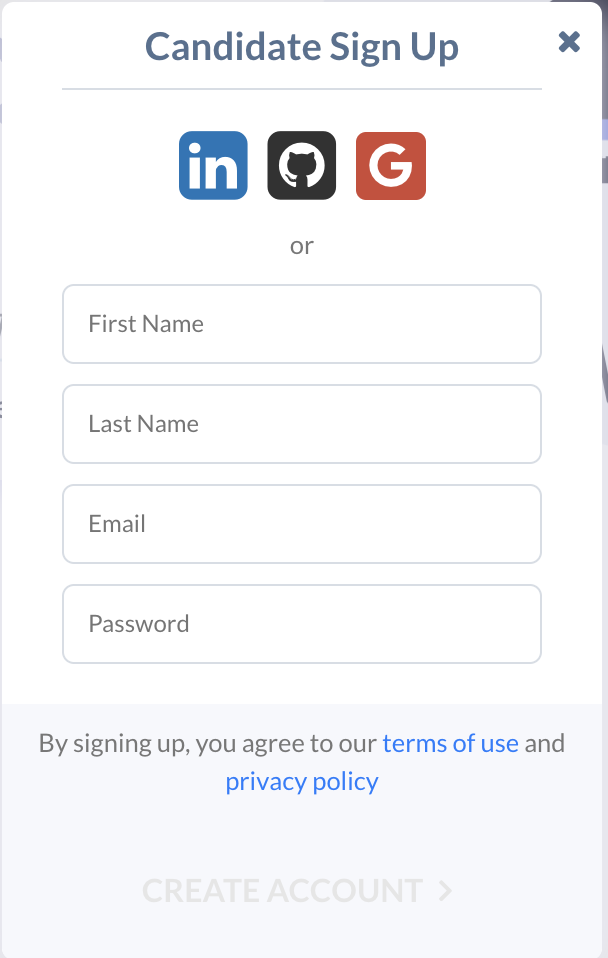 Candidate Sign Up
in G
or
First Name
Last Name
Email
Password
By signing up, you agree to our terms of use and
privacy policy
CREATE ACCOUNT